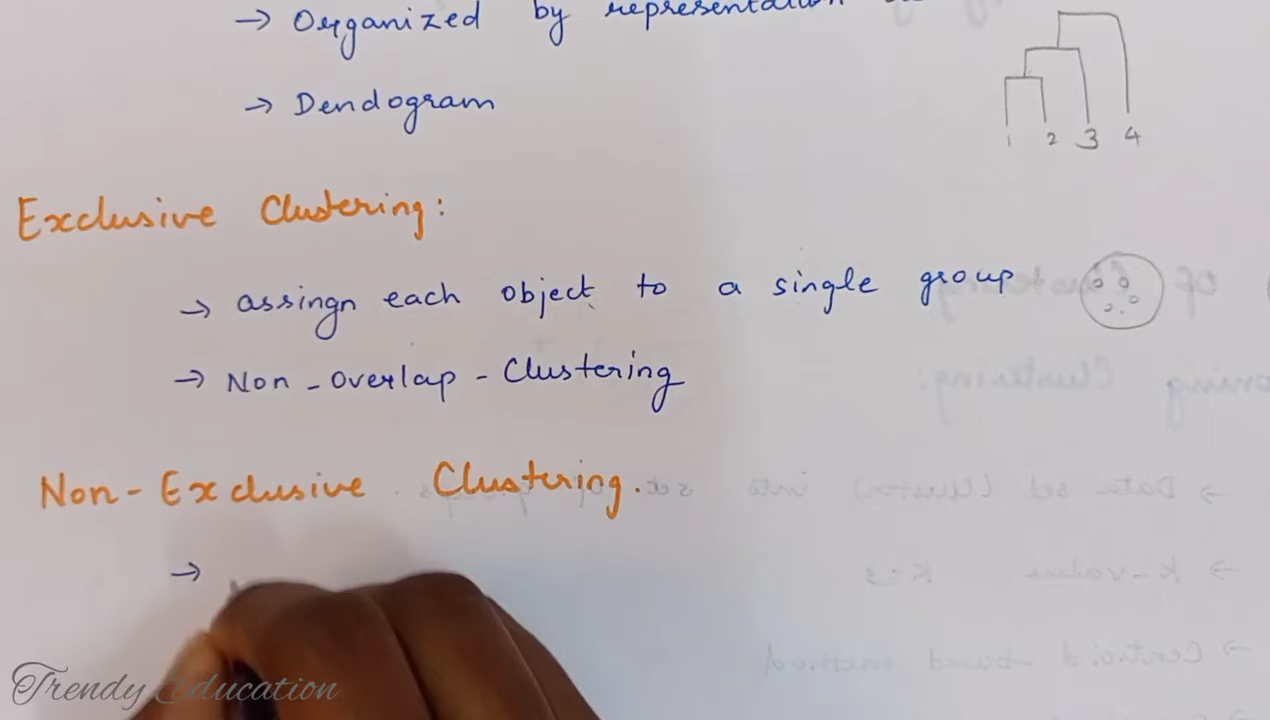 → Organized by representation
→ Dendogram
1 2 3 4
Exclusive Clustering:
→ assingn each object to a single group
→ Non-Overlap-Clustering
Non-Exclusive Clustering.
→
Trendy Education